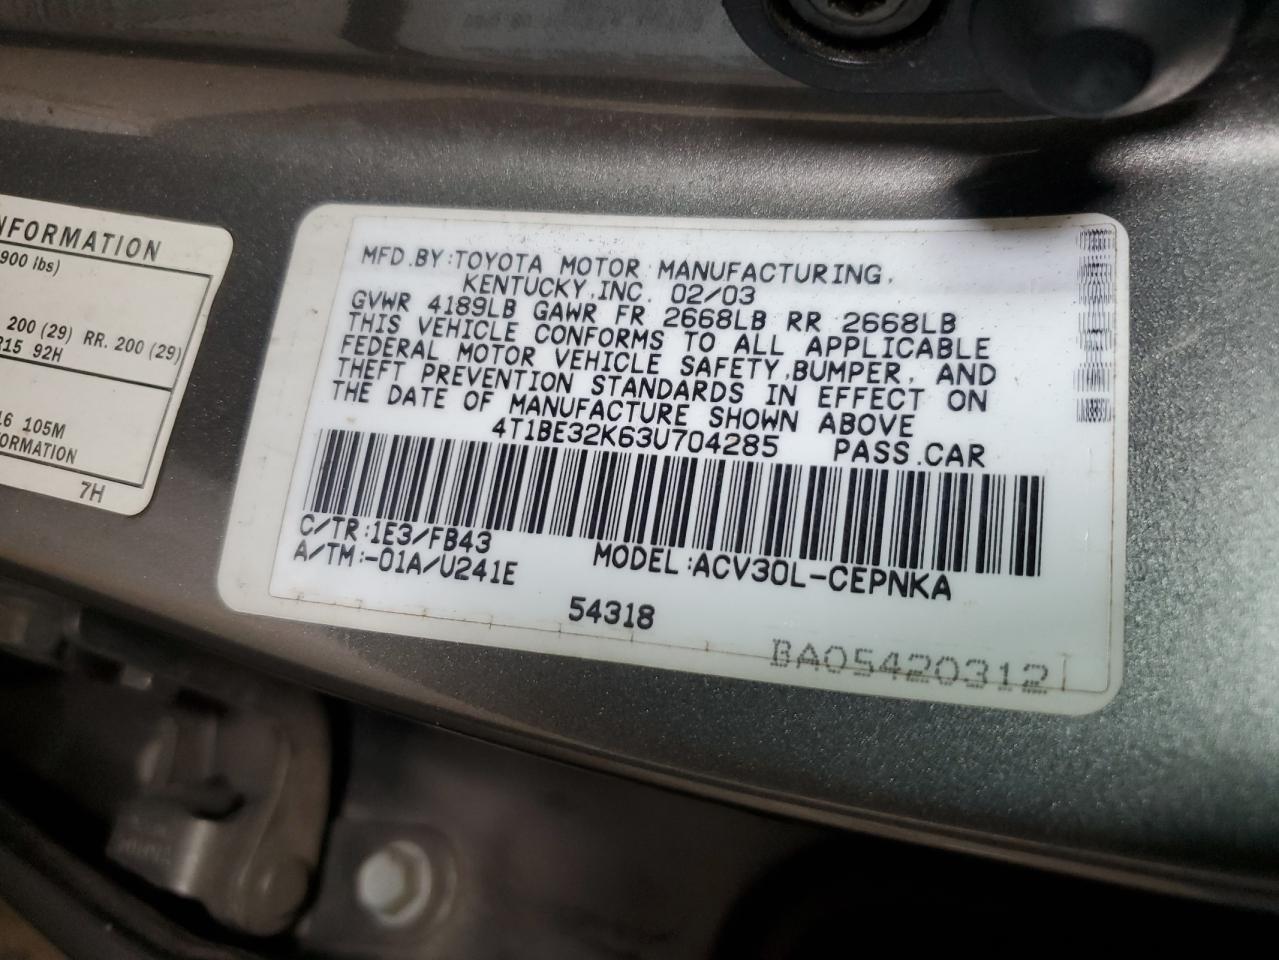 NFORMATION
900 lbs)
200 (29) RR. 200 (29)
R15 92H
16 105M
FORMATION
7H
MFD.BY:TOYOTA MOTOR MANUFACTURING,
KENTUCKY,INC. 02/03
GVWR 4189LB GAWR FR 2668LB RR 2668LB
THIS VEHICLE CONFORMS TO ALL APPLICABLE
FEDERAL MOTOR VEHICLE SAFETY,BUMPER, AND
THEFT PREVENTION STANDARDS IN EFFECT ON
THE DATE OF MANUFACTURE SHOWN ABOVE
4T1BE32K63U704285 PASS.CAR
C/TR:1E3/FB43
A/TM:-01A/U241E
MODEL:ACV30L-CEPNKA
54318
BA05420312